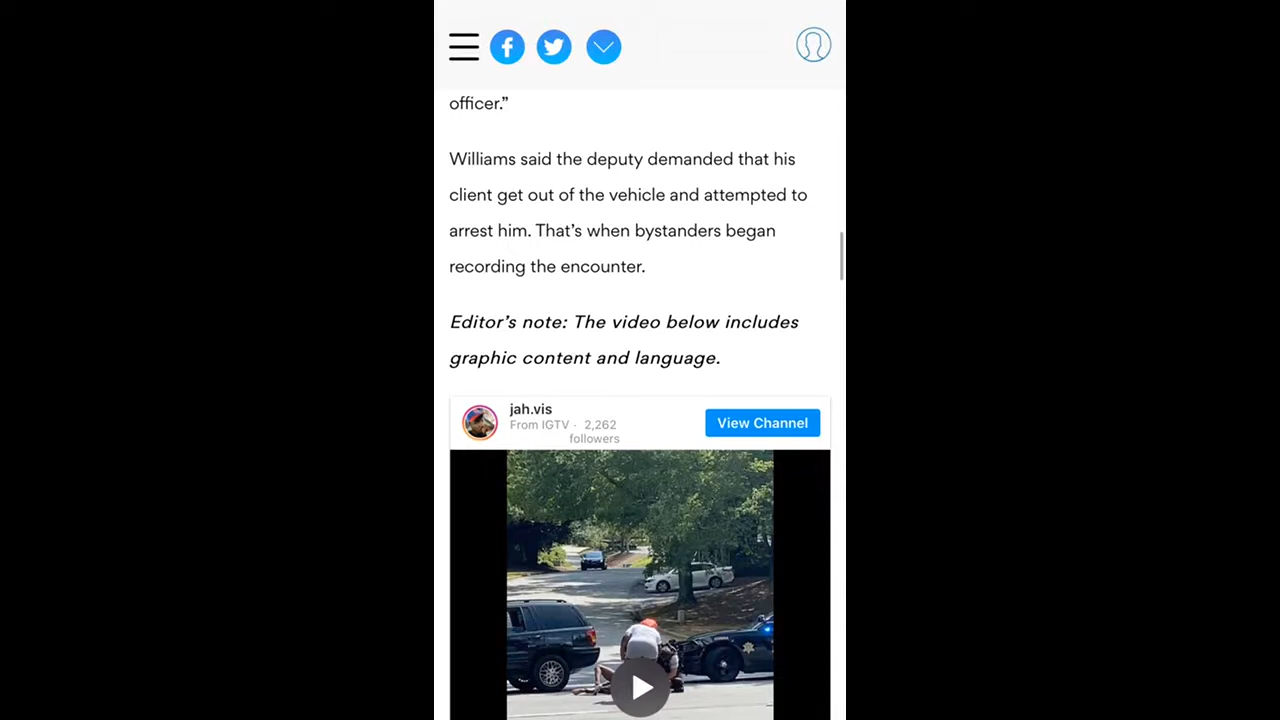 officer.”
Williams said the deputy demanded that his
client get out of the vehicle and attempted to
arrest him. That’s when bystanders began
recording the encounter.
Editor’s note: The video below includes
graphic content and language.
jah.vis
From IGTV · 2,262
followers
View Channel